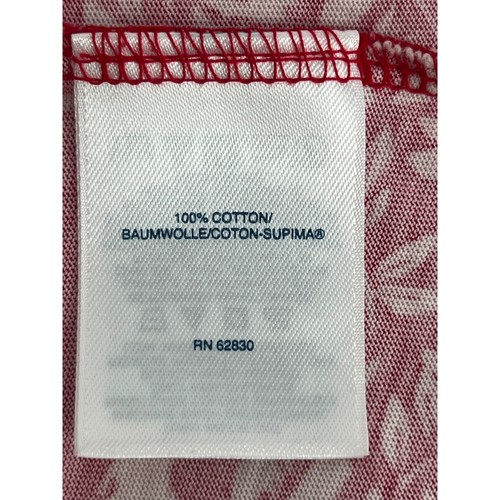 100% COTTON/
BAUMWOLLE/COTON-SUPIMA®
RN 62830